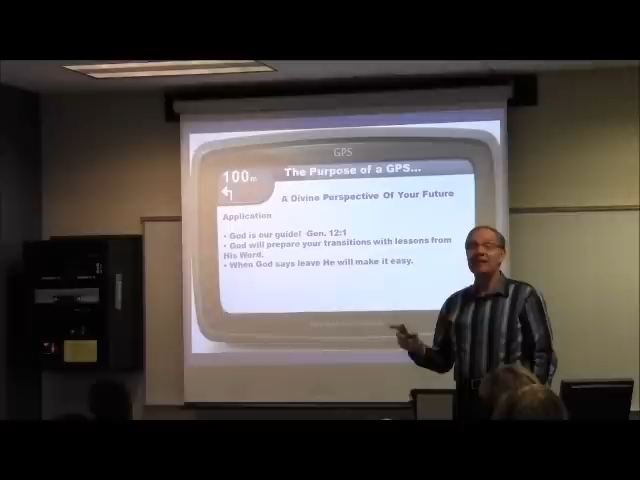 GPS
100m
The Purpose of a GPS...
A Divine Perspective Of Your Future
Application
• God is our guide! Gen. 12:1
• God will prepare your transitions with lessons from
His Word.
• When God says leave He will make it easy.